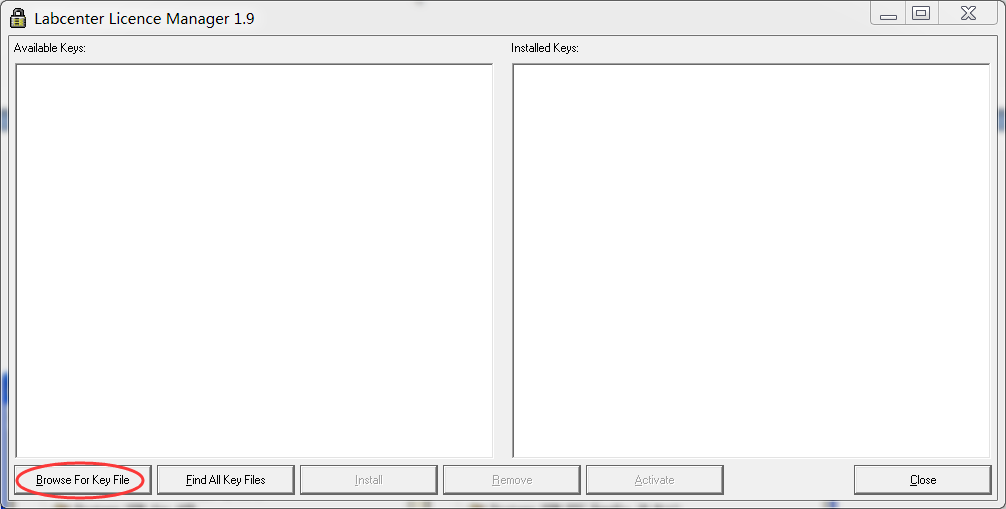 Labcenter Licence Manager 1.9
Available Keys:
Installed Keys:
Browse For Key File
Find All Key Files
Install
Remove
Activate
Close